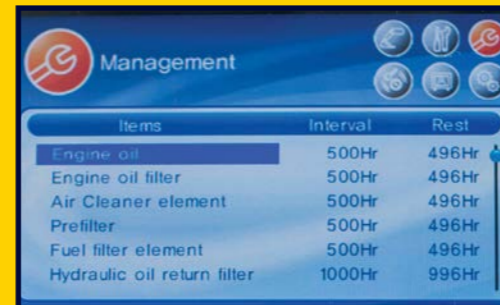 Management
Items Interval Rest
Engine oil 500Hr 496Hr
Engine oil filter 500Hr 496Hr
Air Cleaner element 500Hr 496Hr
Prefilter 500Hr 496Hr
Fuel filter element 500Hr 496Hr
Hydraulic oil return filter 1000Hr 996Hr